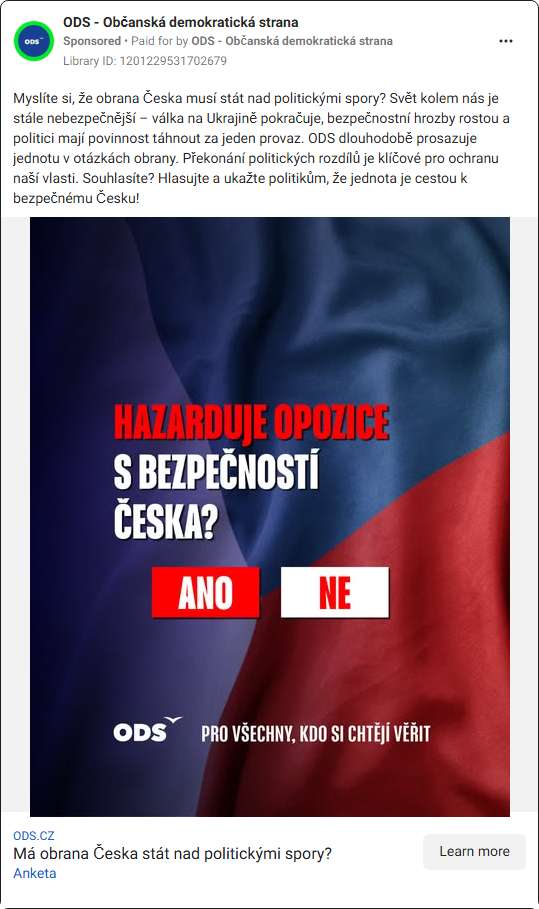 ODS - Občanská demokratická strana
Sponsored • Paid for by ODS - Občanská demokratická strana
Library ID: 1201229531702679
Myslíte si, že obrana Česka musí stát nad politickými spory? Svět kolem nás je
stále nebezpečnější – válka na Ukrajině pokračuje, bezpečnostní hrozby rostou a
politici mají povinnost táhnout za jeden provaz. ODS dlouhodobě prosazuje
jednotu v otázkách obrany. Překonání politických rozdílů je klíčové pro ochranu
naší vlasti. Souhlasíte? Hlasujte a ukažte politikům, že jednota je cestou k
bezpečnému Česku!
HAZARDUJE OPOZICE
S BEZPEČNOSTÍ
ČESKA?
ANO NE
ODS PRO VŠECHNY, KDO SI CHTĚJÍ VĚŘIT
ODS.CZ
Má obrana Česka stát nad politickými spory?
Anketa
Learn more